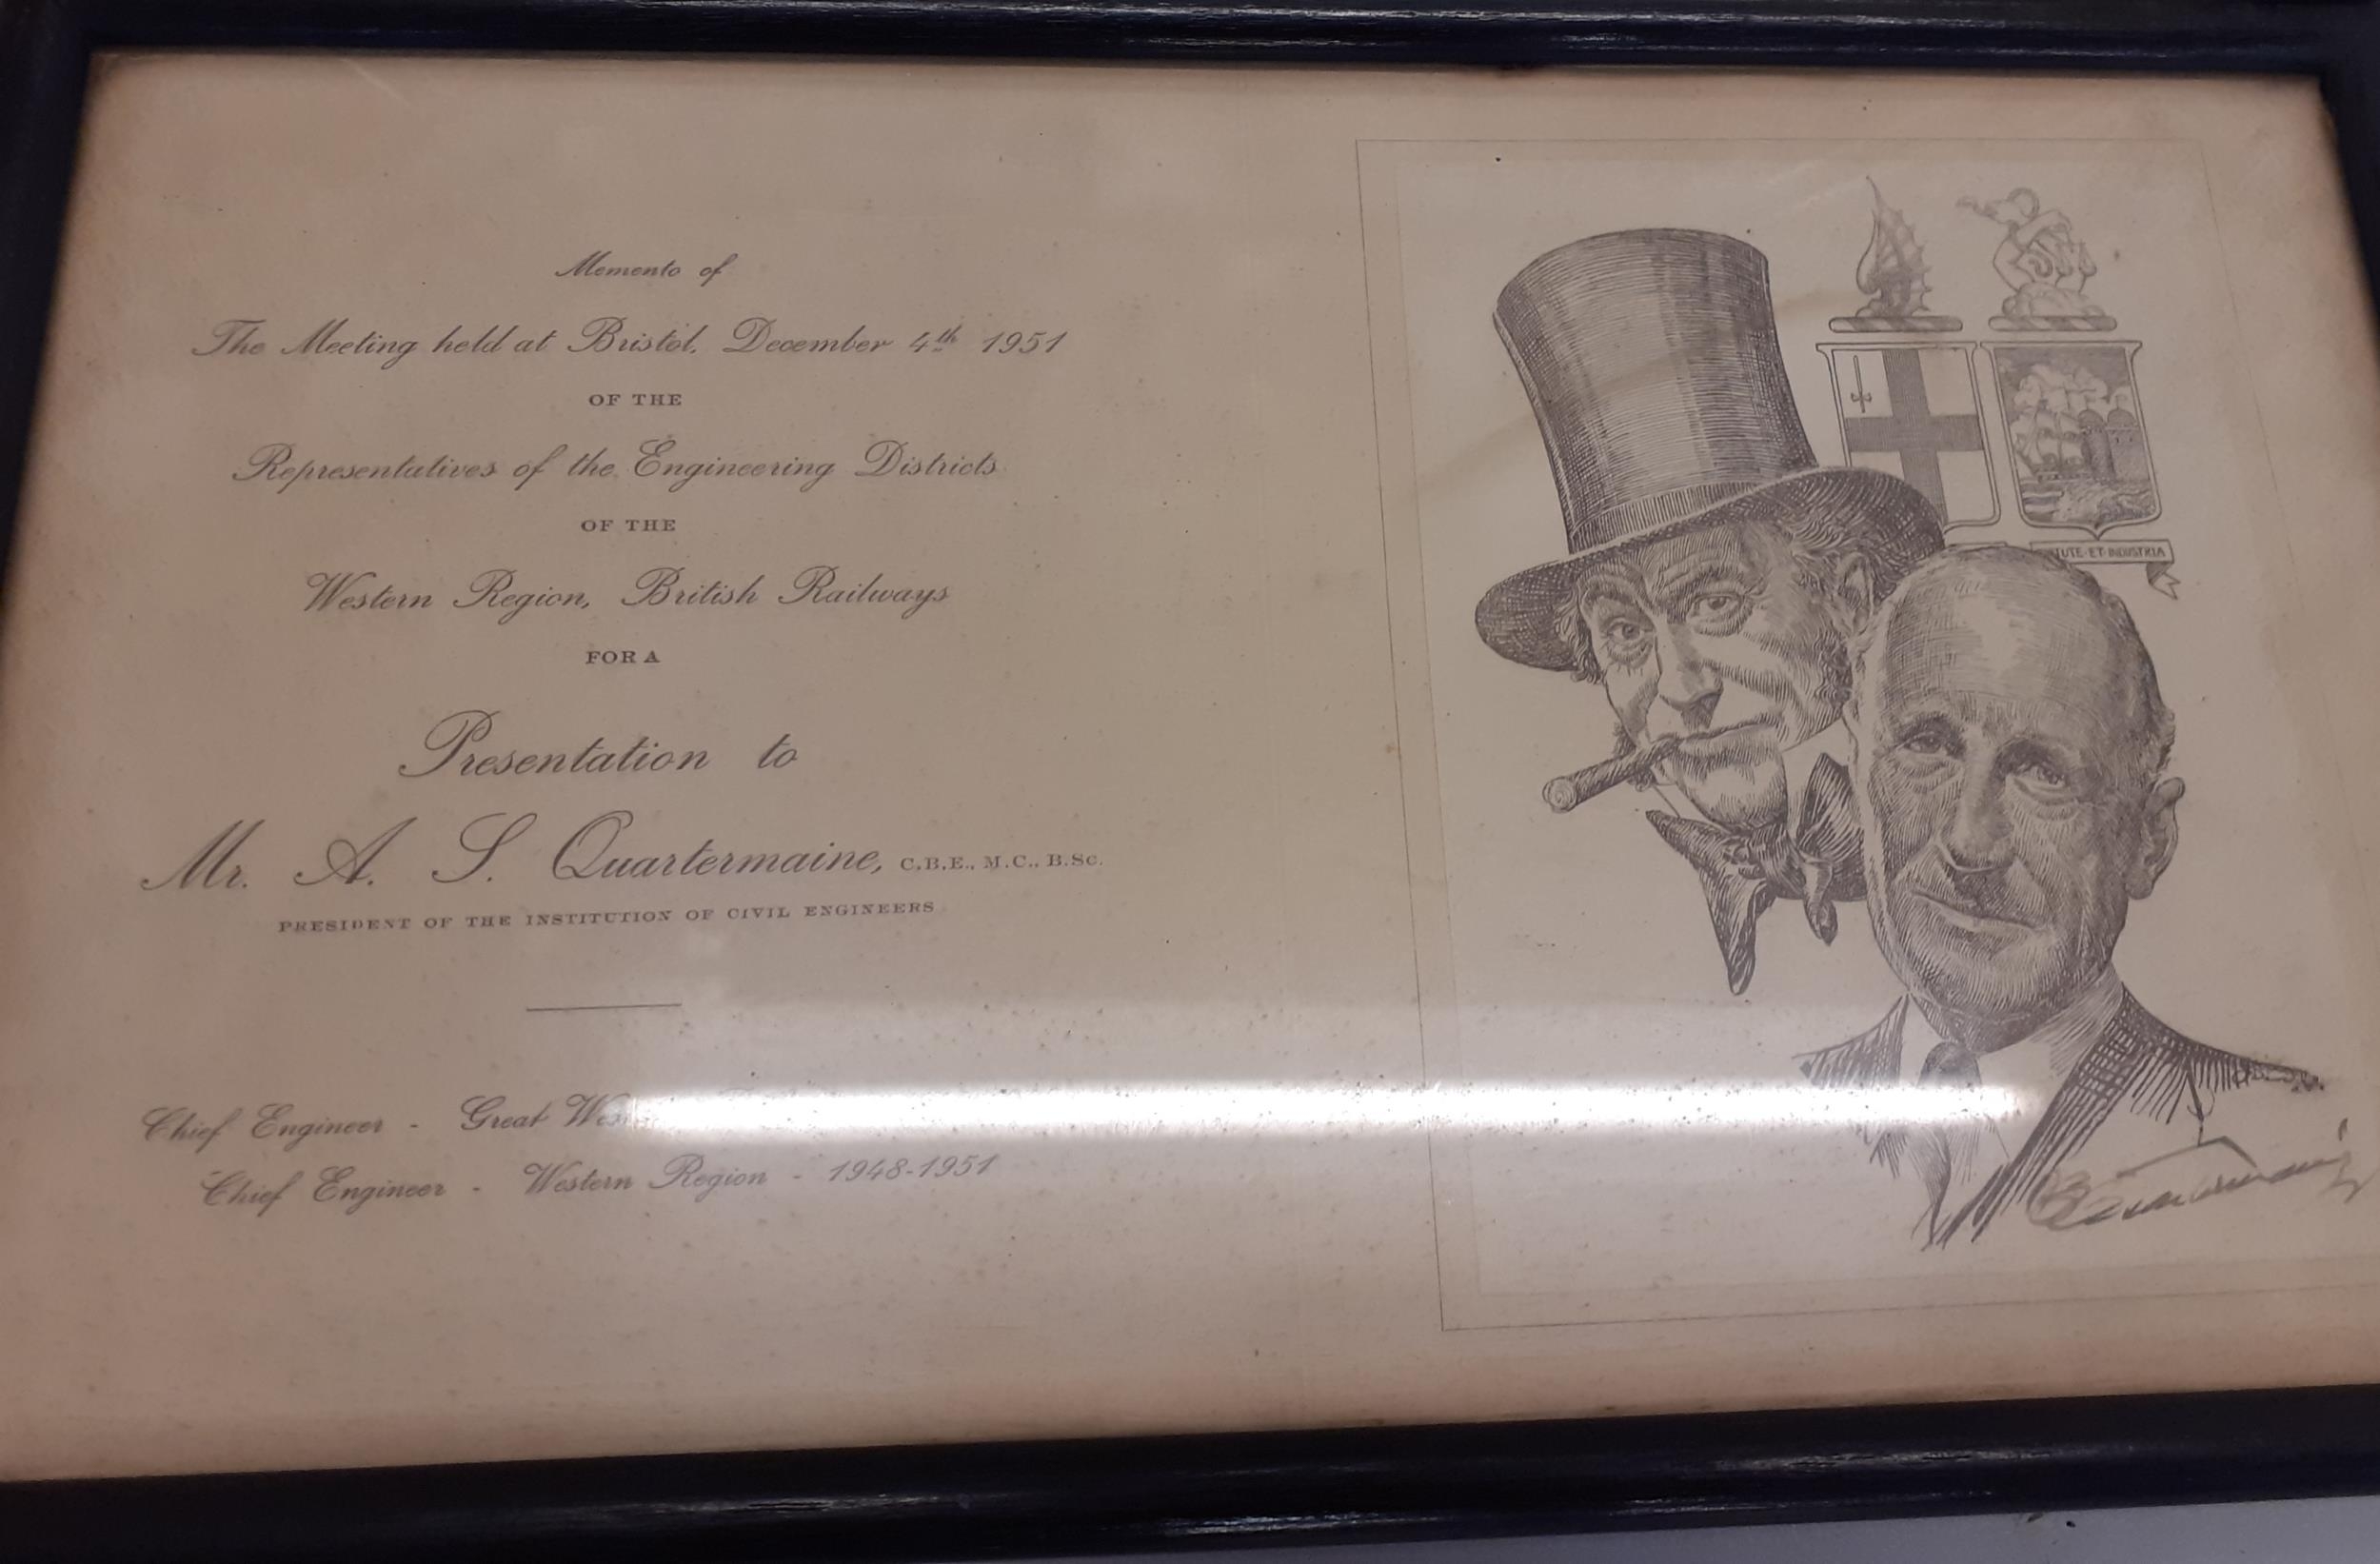 Memento of
The Meeting held at Bristol, December 4th 1951
OF THE
Representatives of the Engineering Districts
OF THE
Western Region, British Railways
FOR A
Presentation to
Mr. A. S. Quartermaine, C.B.E., M.C., B.Sc.
PRESIDENT OF THE INSTITUTION OF CIVIL ENGINEERS
Chief Engineer - Great
Chief Engineer - Western Region - 1948-1951
ET INDUSTRIA